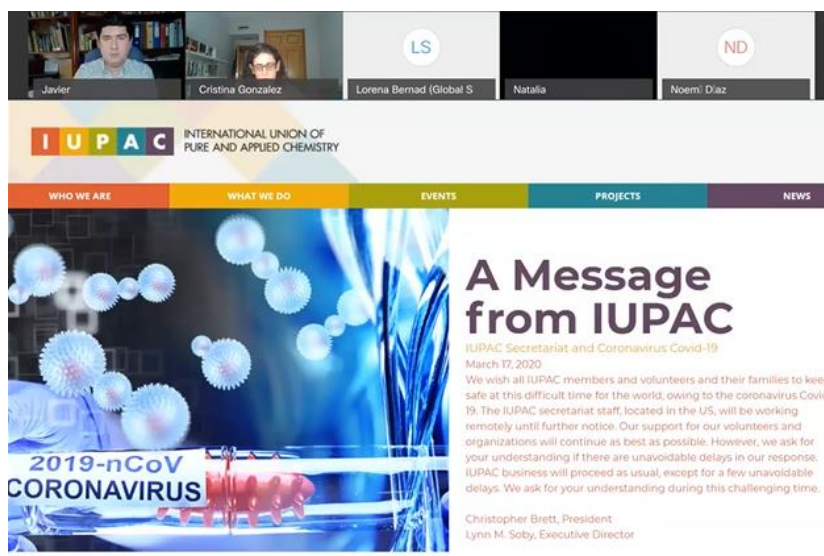 LS
ND
Javier
Cristina Gonzalez
Lorena Bernad (Global S
Natalia
Noem▯ D▯az
IUPAC
INTERNATIONAL UNION OF
PURE AND APPLIED CHEMISTRY
WHO WE ARE
WHAT WE DO
EVENTS
PROJECTS
NEWS
A Message
from IUPAC
IUPAC Secretariat and Coronavirus Covid-19
March 17, 2020
We wish all IUPAC members and volunteers and their families to keep
safe at this difficult time for the world, owing to the coronavirus Covid
19. The IUPAC secretariat staff, located in the US, will be working
remotely until further notice. Our support for our volunteers and
organizations will continue as best as possible. However, we ask for
your understanding if there are unavoidable delays in our response.
IUPAC business will proceed as usual, except for a few unavoidable
delays. We ask for your understanding during this challenging time.
Christopher Brett, President
Lynn M. Soby, Executive Director
2019-nCoV
CORONAVIRUS